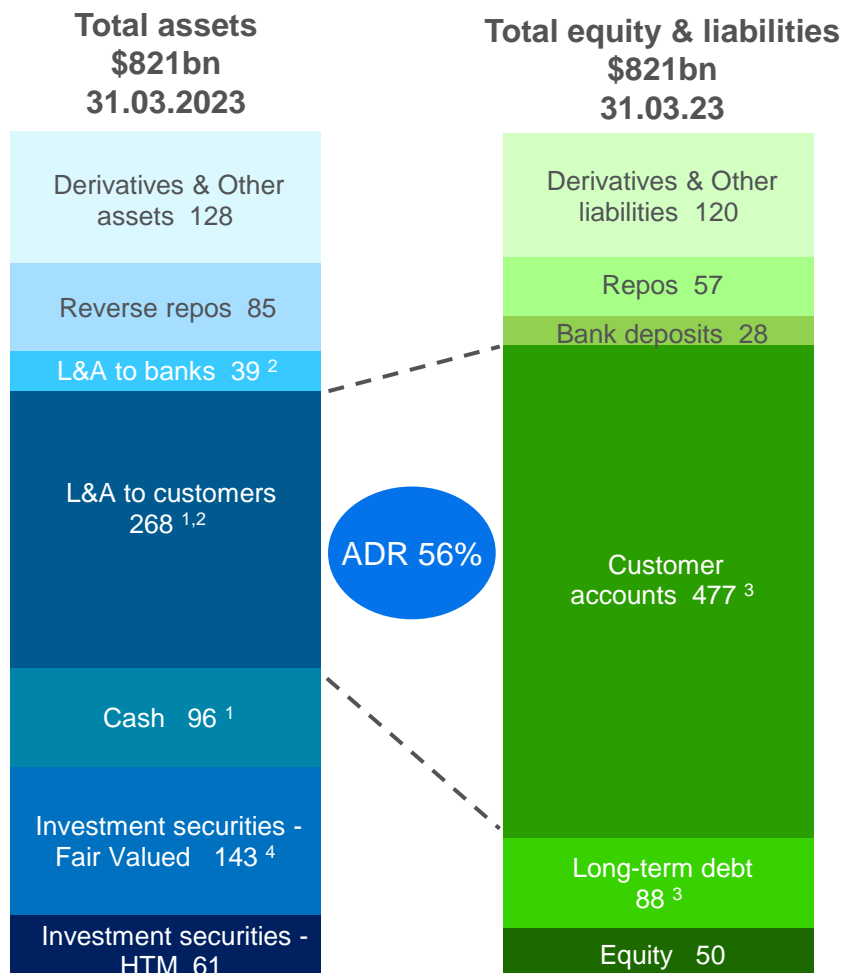 Total assets
$821bn
31.03.2023
Derivatives & Other
assets 128
Reverse repos 85
L&A to banks 39 2
L&A to customers
268 1,2
Cash 96 1
Investment securities -
Fair Valued 143 4
Investment securities -
HTM 61
ADR 56%
Total equity & liabilities
$821bn
31.03.23
Derivatives & Other
liabilities 120
Repos 57
Bank deposits 28
Customer
accounts 477 3
Long-term debt
88 3
Equity 50